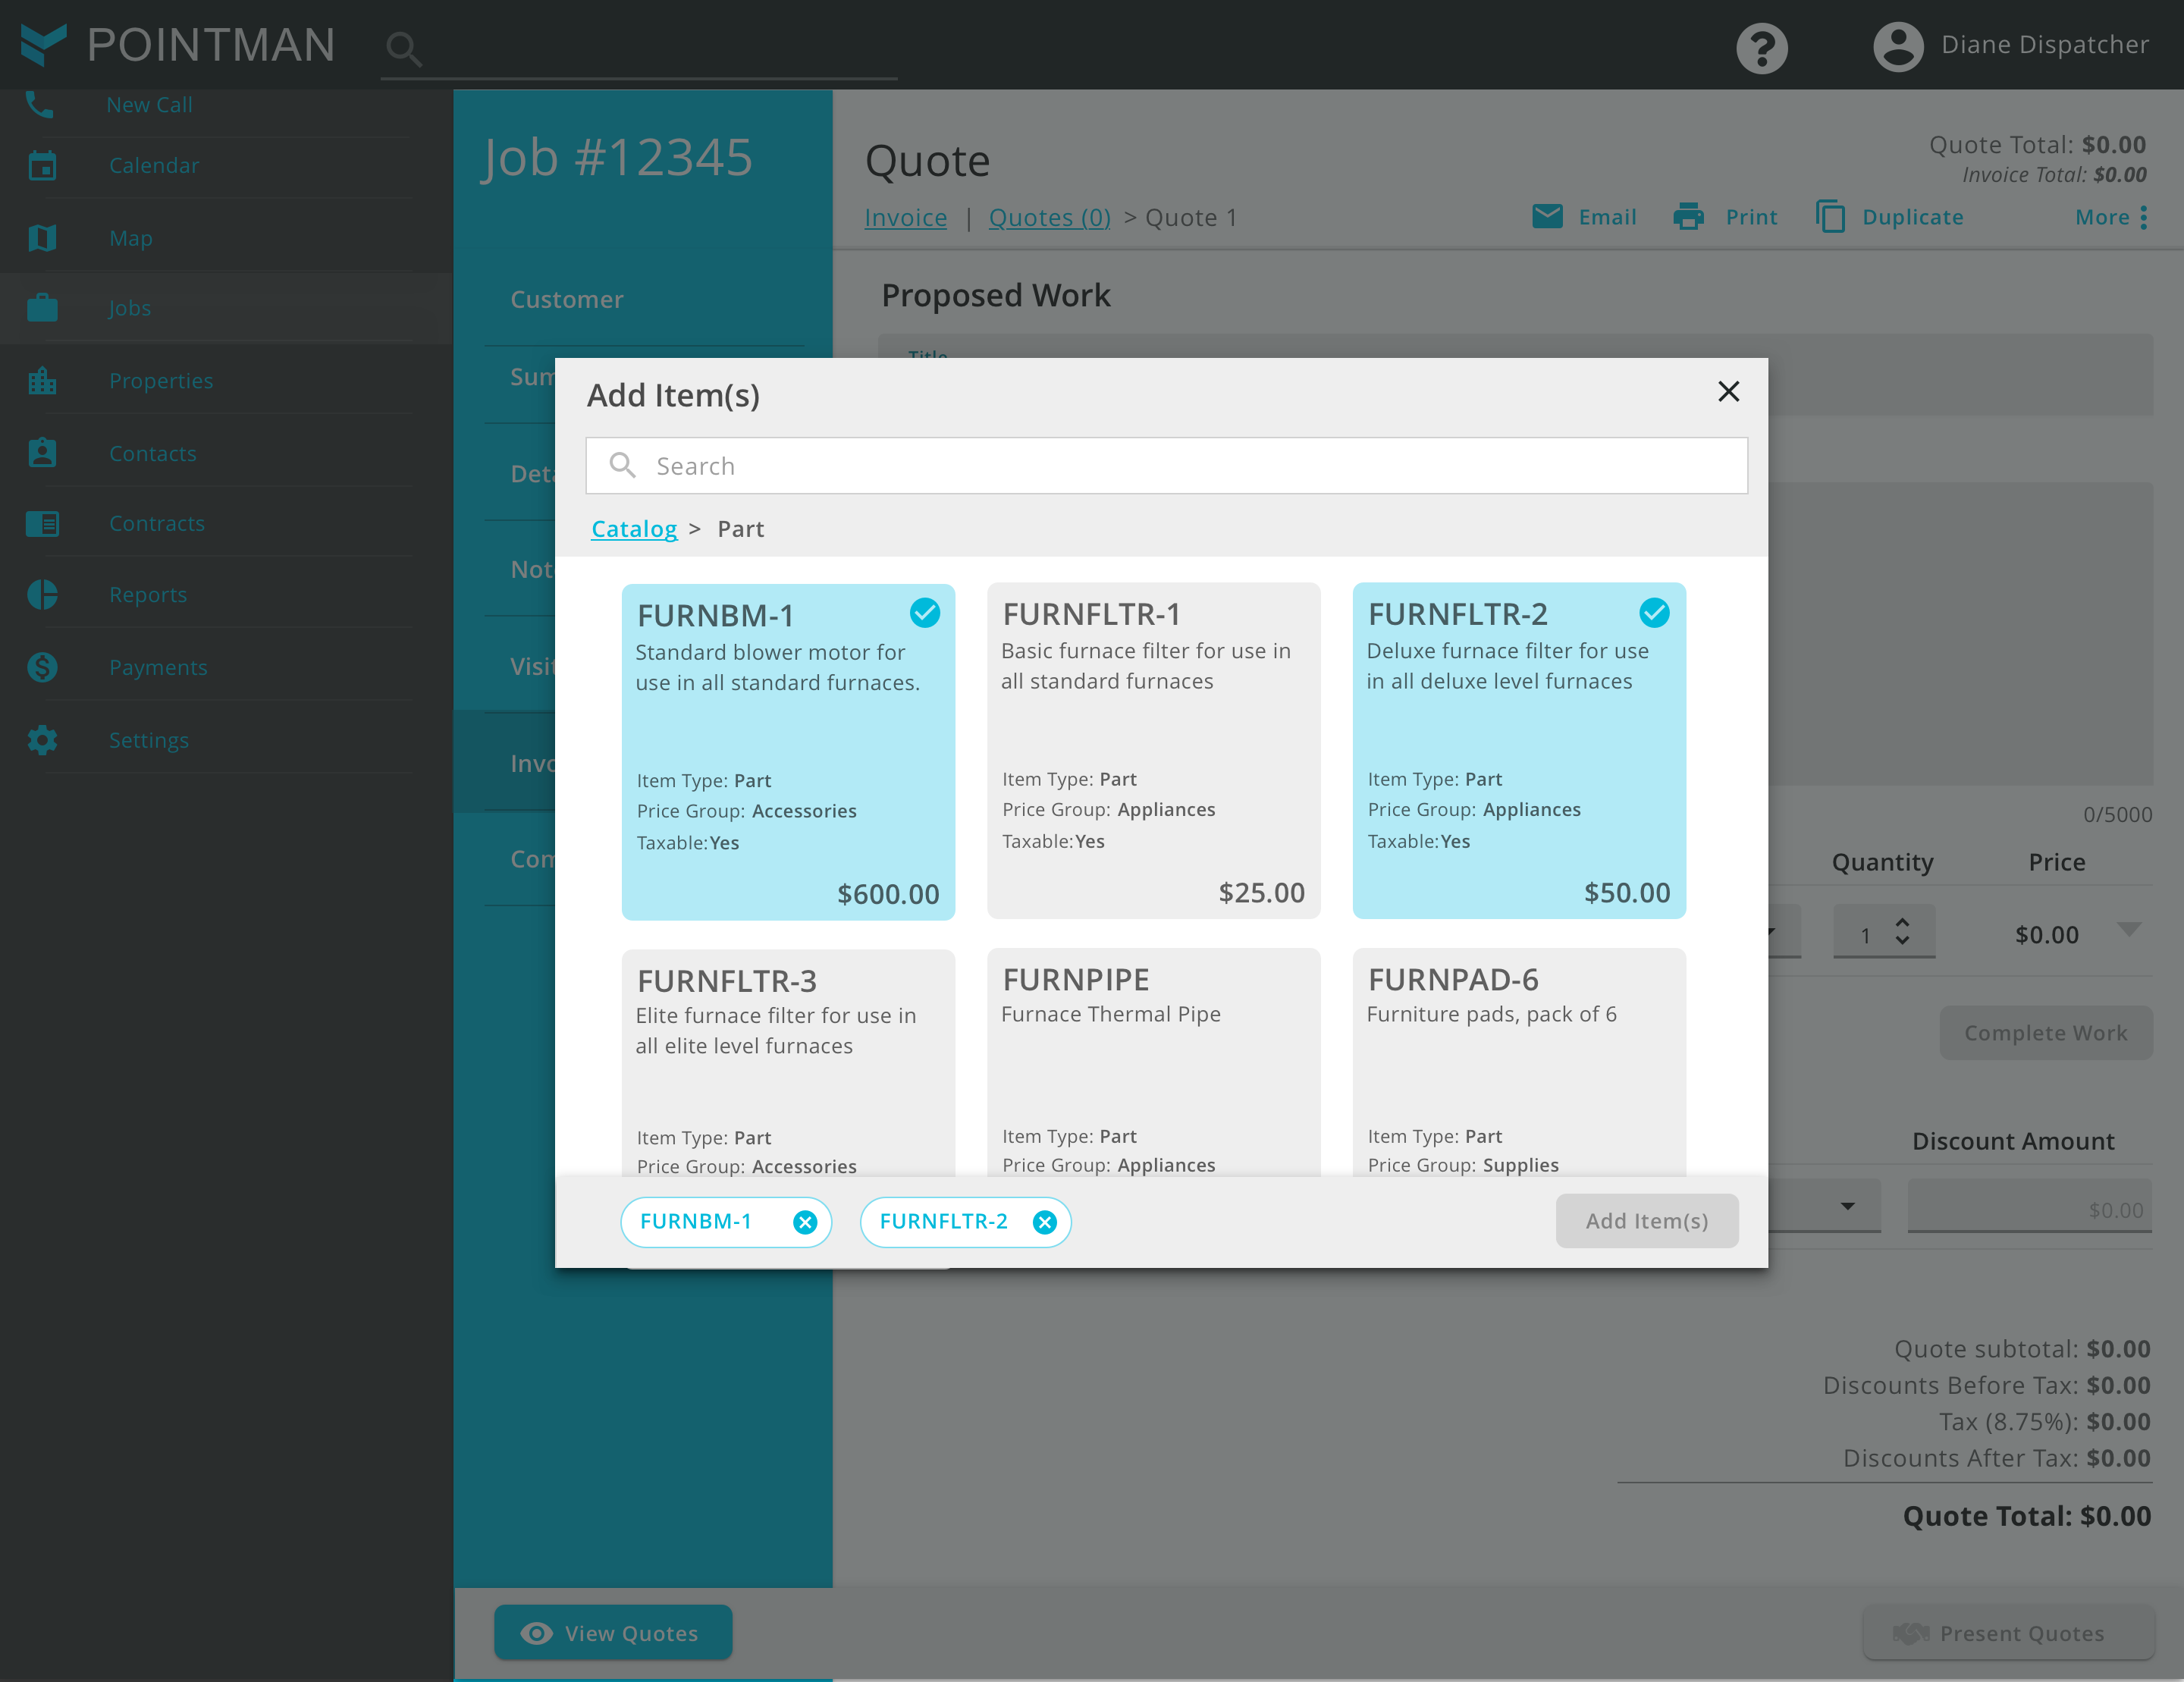 POINTMAN
Diane Dispatcher
New Call
Calendar
Map
Jobs
Properties
Contacts
Contracts
Reports
Payments
Settings
Job #12345
Customer
Sum
Deta
Not
Visit
Invo
Com
Quote
Invoice | Quotes (0) > Quote 1
Quote Total: $0.00
Invoice Total: $0.00
Email Print Duplicate More
Proposed Work
Title
Add Item(s)
Search
Catalog > Part
FURNBM-1
Standard blower motor for
use in all standard furnaces.
Item Type: Part
Price Group: Accessories
Taxable:Yes
$600.00
FURNFLTR-1
Basic furnace filter for use in
all standard furnaces
Item Type: Part
Price Group: Appliances
Taxable:Yes
$25.00
FURNFLTR-2
Deluxe furnace filter for use
in all deluxe level furnaces
Item Type: Part
Price Group: Appliances
Taxable:Yes
$50.00
FURNFLTR-3
Elite furnace filter for use in
all elite level furnaces
Item Type: Part
Price Group: Accessories
FURNPIPE
Furnace Thermal Pipe
Item Type: Part
Price Group: Appliances
FURNPAD-6
Furniture pads, pack of 6
Item Type: Part
Price Group: Supplies
FURNBM-1
FURNFLTR-2
Add Item(s)
0/5000
Quantity Price
1 $0.00
Complete Work
Discount Amount
$0.00
Quote subtotal: $0.00
Discounts Before Tax: $0.00
Tax (8.75%): $0.00
Discounts After Tax: $0.00
Quote Total: $0.00
View Quotes
Present Quotes